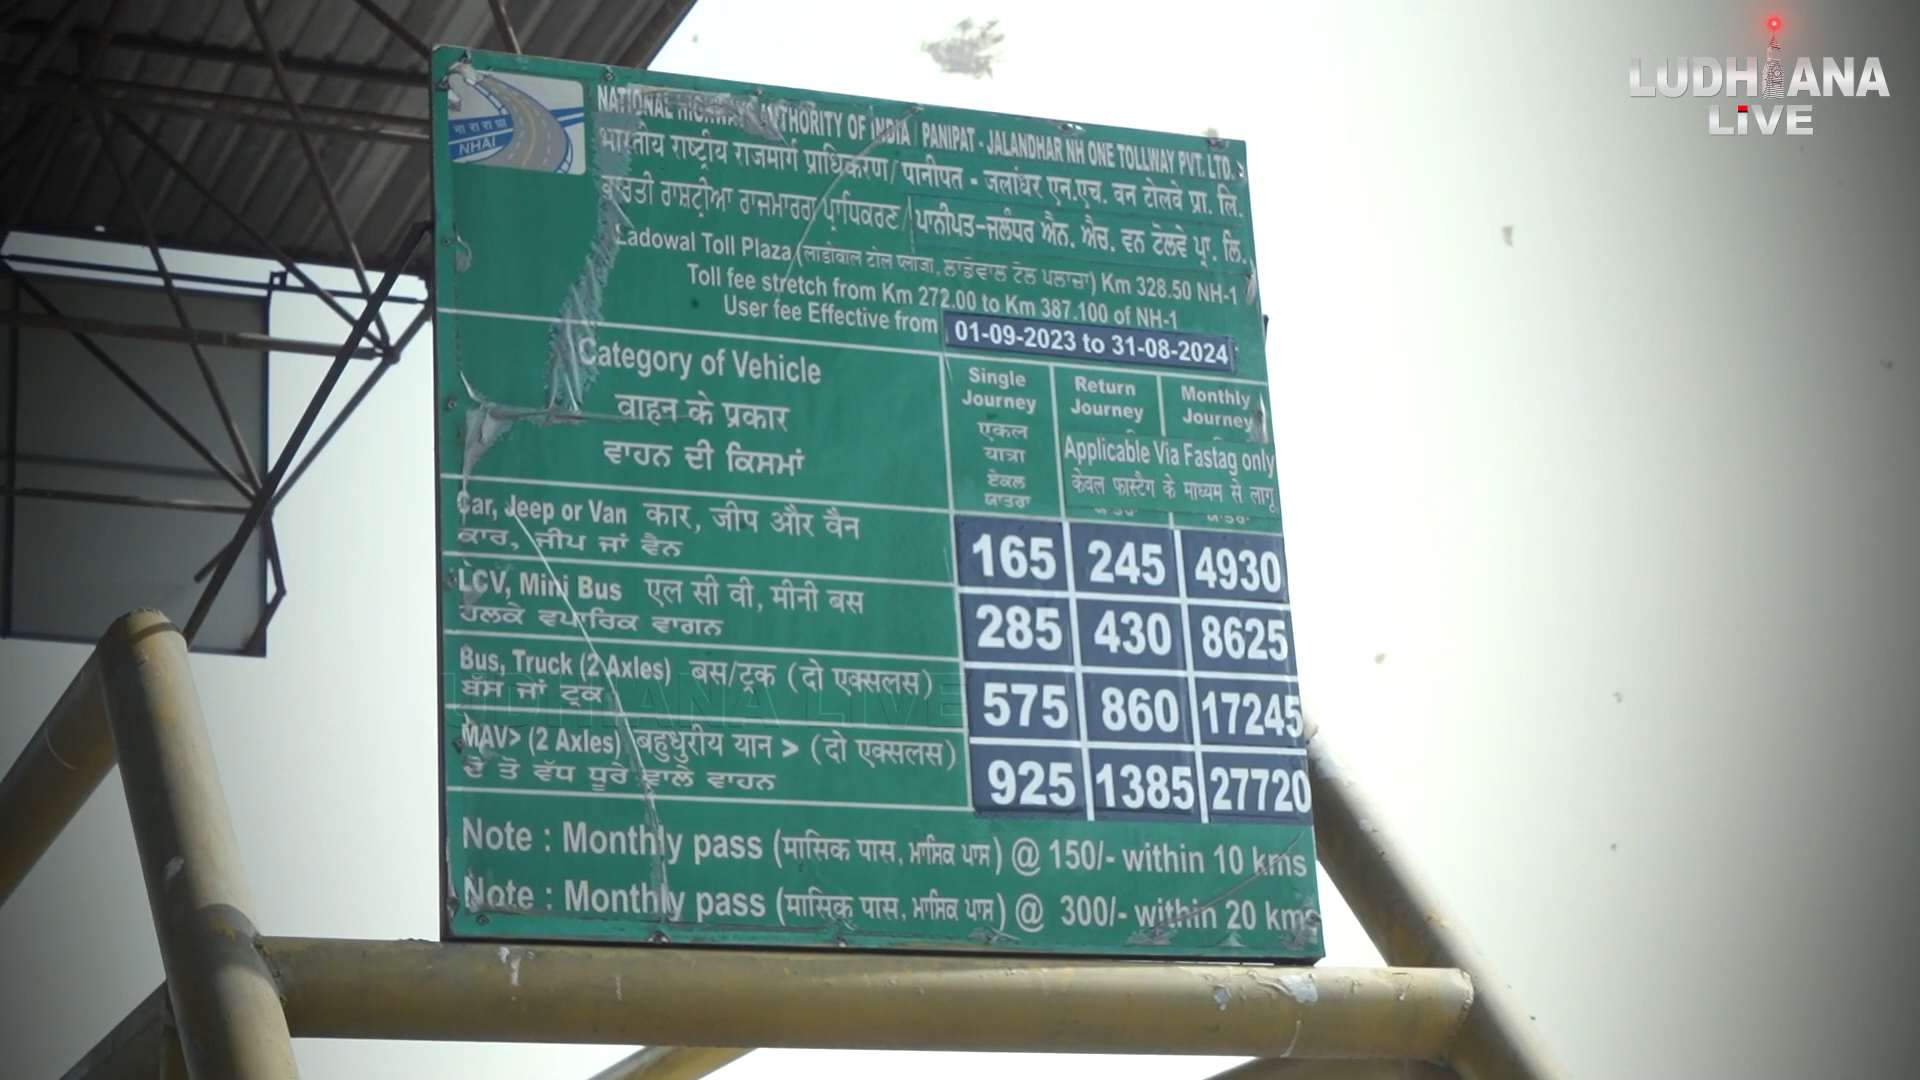 LUDHIANA
LiVE
भा रा रा प्रा
NHAI
NATIONAL HIGHWAYS AUTHORITY OF INDIA / PANIPAT - JALANDHAR NH ONE TOLLWAY PVT. LTD.
भारतीय राष्ट्रीय राजमार्ग प्राधिकरण/ पानीपत - जलांधर एन.एच. वन टोलवे प्रा. लि.
ਭਾਰਤੀ ਰਾਸ਼ਟ੍ਰੀਆ ਰਾਜਮਾਰਗ ਪ੍ਰਾਧਿਕਰਣ/ ਪਾਨੀਪਤ-ਜਲੰਧਰ ਐਨ. ਐਚ. ਵਨ ਟੋਲਵੇ ਪ੍ਰਾ. ਲਿ.
Ladowal Toll Plaza (लाडोवाल टोल प्लाजा, ਲਾਡੋਵਾਲ ਟੋਲ ਪਲਾਜ਼ਾ) Km 328.50 NH-1
Toll fee stretch from Km 272.00 to Km 387.100 of NH-1
User fee Effective from 01-09-2023 to 31-08-2024
Category of Vehicle
वाहन के प्रकार
ਵਾਹਨ ਦੀ ਕਿਸਮਾਂ
Single Journey
एकल यात्रा
ਏਕਲ ਯਾਤਰਾ
Return Journey
Monthly Journey
Applicable Via Fastag only
केवल फास्टैग के माध्यम से लागू
Car, Jeep or Van कार, जीप और वैन 165 245 4930
ਕਾਰ, ਜੀਪ ਜਾਂ ਵੈਨ
LCV, Mini Bus एल सी वी, मीनी बस 285 430 8625
ਹਲਕੇ ਵਪਾਰਿਕ ਵਾਗਨ
Bus, Truck (2 Axles) बस/ट्रक (दो एक्सलस) 575 860 17245
ਬੱਸ ਜਾਂ ਟ੍ਰਕ
MAV> (2 Axles) बहुधुरीय यान > (दो एक्सलस) 925 1385 27720
ਦੋ ਤੋ ਵੱਧ ਧੂਰੇ ਵਾਲੇ ਵਾਹਨ
Note : Monthly pass (मासिक पास, ਮਾਸਿਕ ਪਾਸ) @ 150/- within 10 kms
Note : Monthly pass (मासिक पास, ਮਾਸਿਕ ਪਾਸ) @ 300/- within 20 kms
LUDHIANA LIVE